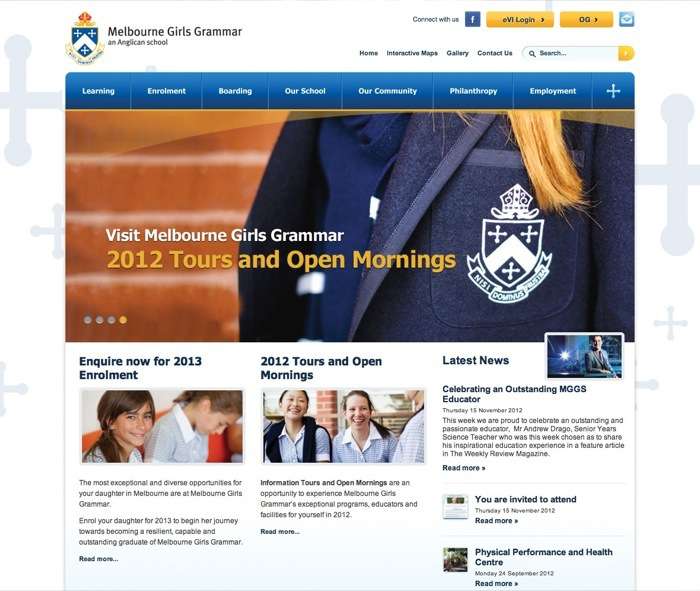 Melbourne Girls Grammar
an Anglican school
Connect with us
f
eVI Login ›
OG ›
Home
Interactive Maps
Gallery
Contact Us
Search...
Learning
Enrolment
Boarding
Our School
Our Community
Philanthropy
Employment
Visit Melbourne Girls Grammar
2012 Tours and Open Mornings
NISI DOMINUS FRUSTRA
Enquire now for 2013
Enrolment
The most exceptional and diverse opportunities for
your daughter in Melbourne are at Melbourne Girls
Grammar.
Enrol your daughter for 2013 to begin her journey
towards becoming a resilient, capable and
outstanding graduate of Melbourne Girls Grammar.
Read more...
2012 Tours and Open
Mornings
Information Tours and Open Mornings are an
opportunity to experience Melbourne Girls
Grammar's exceptional programs, educators and
facilities for yourself in 2012.
Read more...
Latest News
Celebrating an Outstanding MGGS
Educator
Thursday 15 November 2012
This week we are proud to celebrate an outstanding and
passionate educator, Mr Andrew Drago, Senior Years
Science Teacher who was this week chosen as to share
his inspirational education experience in a feature article
in The Weekly Review Magazine.
Read more »
You are invited to attend
Thursday 15 November 2012
Read more »
Physical Performance and Health
Centre
Monday 24 September 2012
Read more »